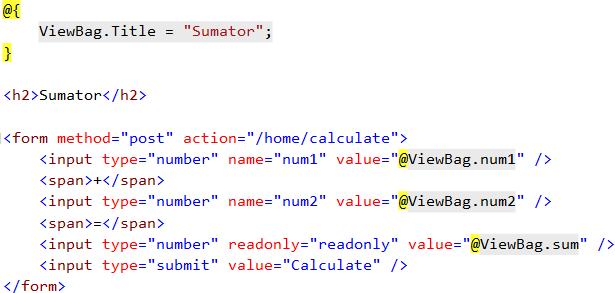 @{
    ViewBag.Title = "Sumator";
}
<h2>Sumator</h2>
<form method="post" action="/home/calculate">
    <input type="number" name="num1" value="@ViewBag.num1" />
    <span>+</span>
    <input type="number" name="num2" value="@ViewBag.num2" />
    <span>=</span>
    <input type="number" readonly="readonly" value="@ViewBag.sum" />
    <input type="submit" value="Calculate" />
</form>